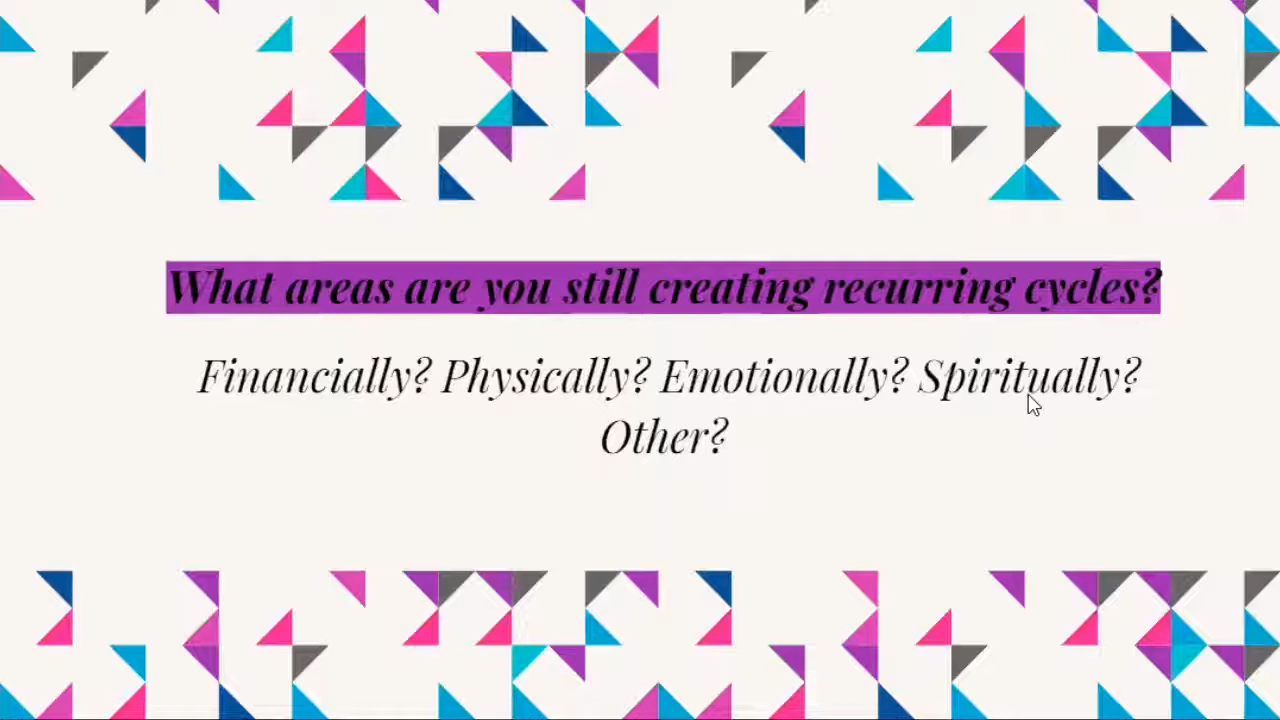 What areas are you still creating recurring cycles?
Financially? Physically? Emotionally? Spiritually?
Other?